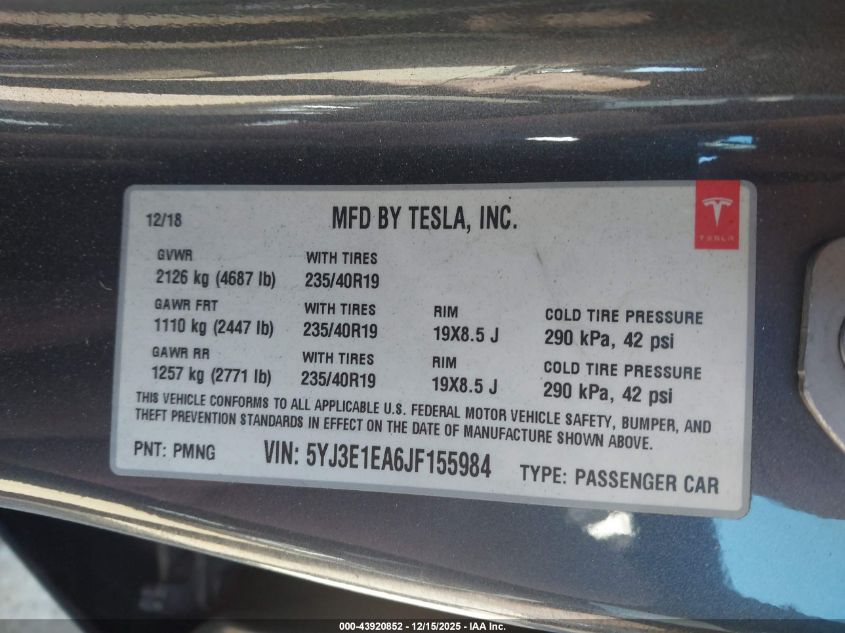 12/18
MFD BY TESLA, INC.
TESLA
GVWR WITH TIRES
2126 kg (4687 lb) 235/40R19
GAWR FRT WITH TIRES RIM COLD TIRE PRESSURE
1110 kg (2447 lb) 235/40R19 19X8.5 J 290 kPa, 42 psi
GAWR RR WITH TIRES RIM COLD TIRE PRESSURE
1257 kg (2771 lb) 235/40R19 19X8.5 J 290 kPa, 42 psi
THIS VEHICLE CONFORMS TO ALL APPLICABLE U.S. FEDERAL MOTOR VEHICLE SAFETY, BUMPER, AND
THEFT PREVENTION STANDARDS IN EFFECT ON THE DATE OF MANUFACTURE SHOWN ABOVE.
PNT: PMNG VIN: 5YJ3E1EA6JF155984 TYPE: PASSENGER CAR
000-43920852 - 12/15/2025 - IAA Inc.